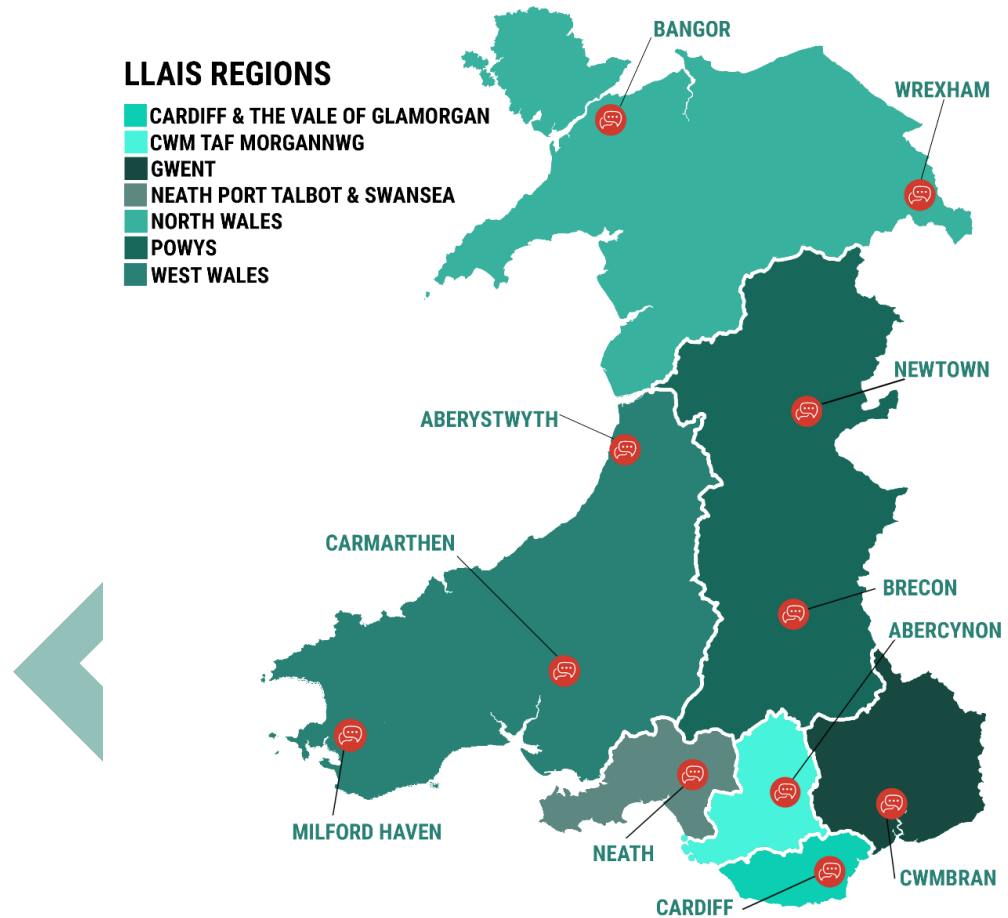 LLAIS REGIONS
CARDIFF & THE VALE OF GLAMORGAN
CWM TAF MORGANNWG
GWENT
NEATH PORT TALBOT & SWANSEA
NORTH WALES
POWYS
WEST WALES
BANGOR
WREXHAM
NEWTOWN
ABERYSTWYTH
CARMARTHEN
BRECON
ABERCYNON
MILFORD HAVEN
NEATH
CWMBRAN
CARDIFF